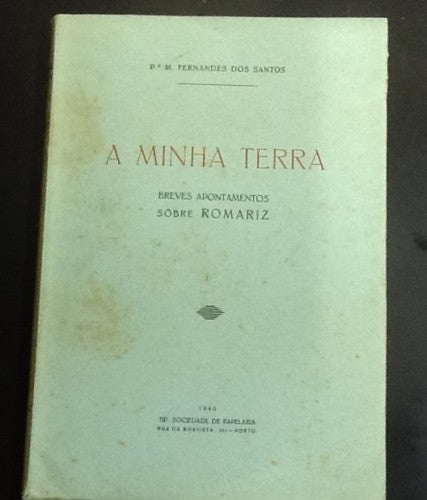 P.e M. FERNANDES DOS SANTOS
A MINHA TERRA
BREVES APONTAMENTOS
SÔBRE ROMARIZ
1940
TIP. SOCIEDADE DE PAPELARIA
RUA DA BOAVISTA — PORTO